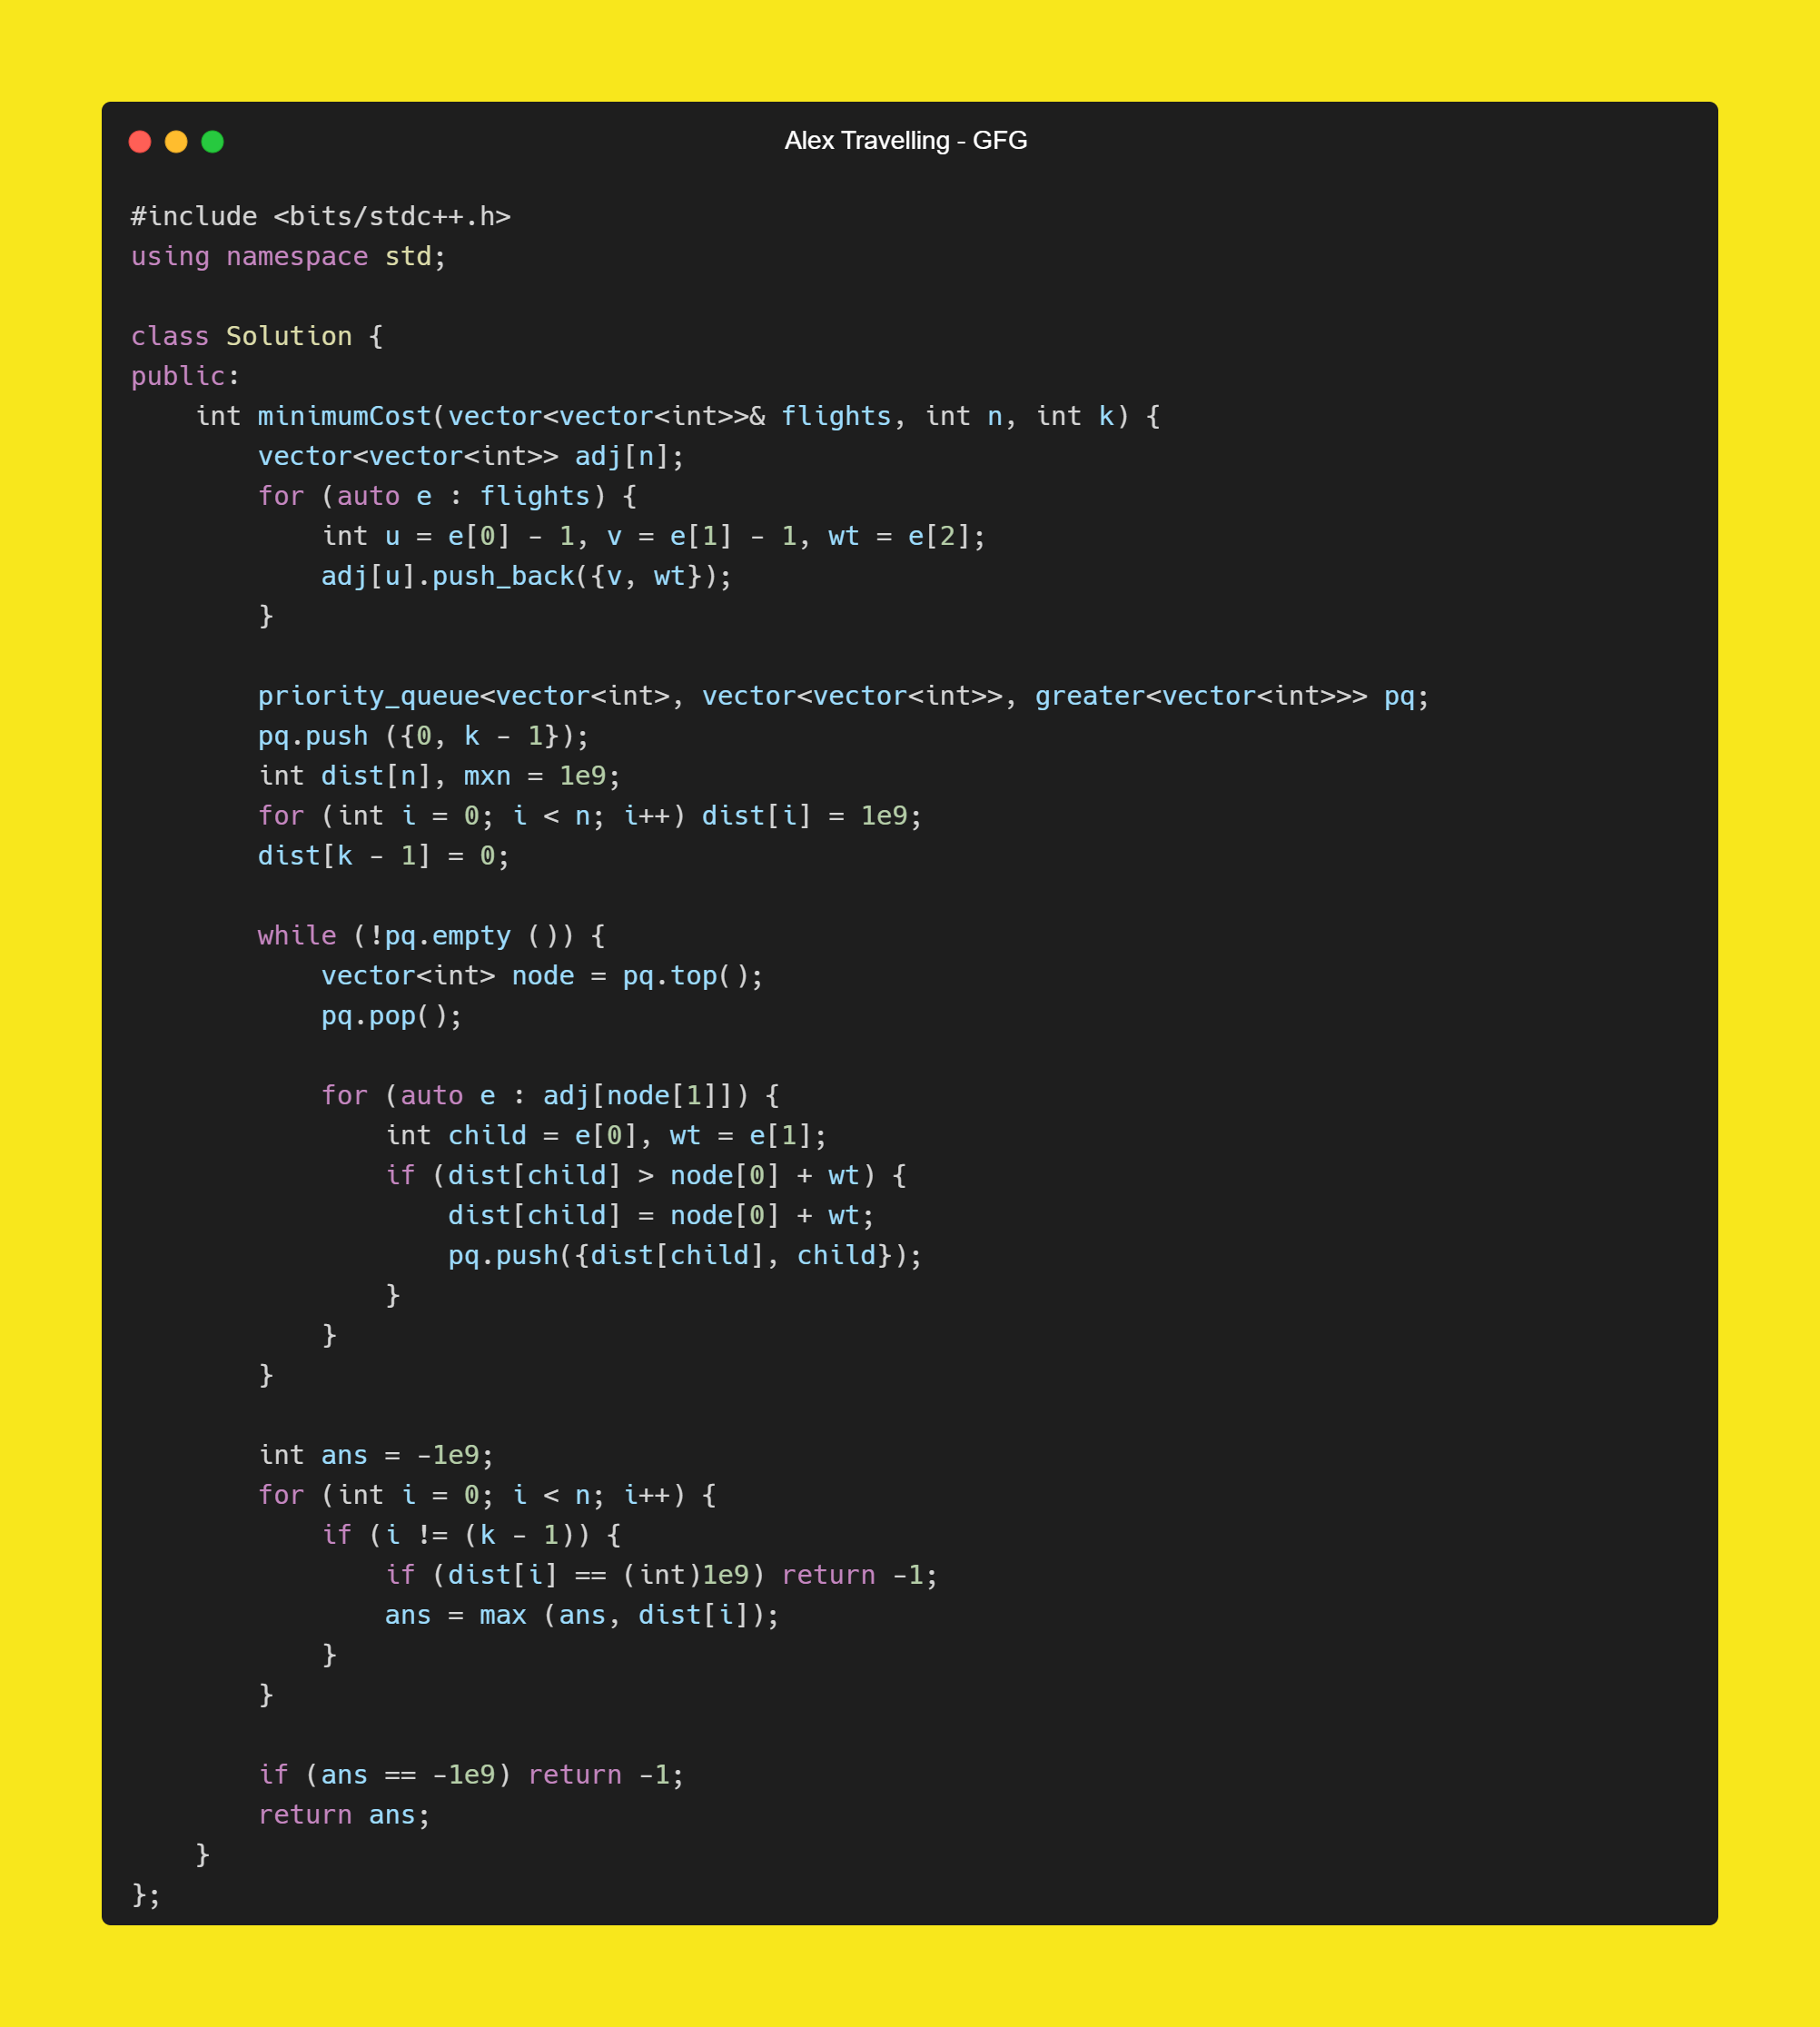 Alex Travelling - GFG
#include <bits/stdc++.h>
using namespace std;
class Solution {
public:
    int minimumCost(vector<vector<int>>& flights, int n, int k) {
        vector<vector<int>> adj[n];
        for (auto e : flights) {
            int u = e[0] - 1, v = e[1] - 1, wt = e[2];
            adj[u].push_back({v, wt});
        }
        priority_queue<vector<int>, vector<vector<int>>, greater<vector<int>>> pq;
        pq.push ({0, k - 1});
        int dist[n], mxn = 1e9;
        for (int i = 0; i < n; i++) dist[i] = 1e9;
        dist[k - 1] = 0;
        while (!pq.empty ()) {
            vector<int> node = pq.top();
            pq.pop();
            for (auto e : adj[node[1]]) {
                int child = e[0], wt = e[1];
                if (dist[child] > node[0] + wt) {
                    dist[child] = node[0] + wt;
                    pq.push({dist[child], child});
                }
            }
        }
        int ans = -1e9;
        for (int i = 0; i < n; i++) {
            if (i != (k - 1)) {
                if (dist[i] == (int)1e9) return -1;
                ans = max (ans, dist[i]);
            }
        }
        if (ans == -1e9) return -1;
        return ans;
    }
};